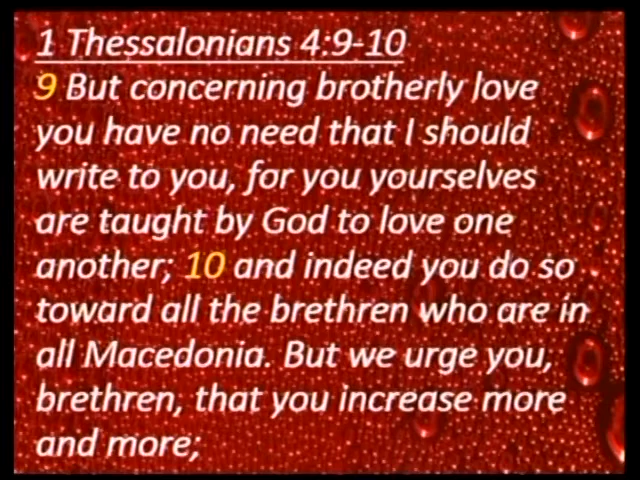 1 Thessalonians 4:9-10
9 But concerning brotherly love
you have no need that I should
write to you, for you yourselves
are taught by God to love one
another; 10 and indeed you do so
toward all the brethren who are in
all Macedonia. But we urge you,
brethren, that you increase more
and more;